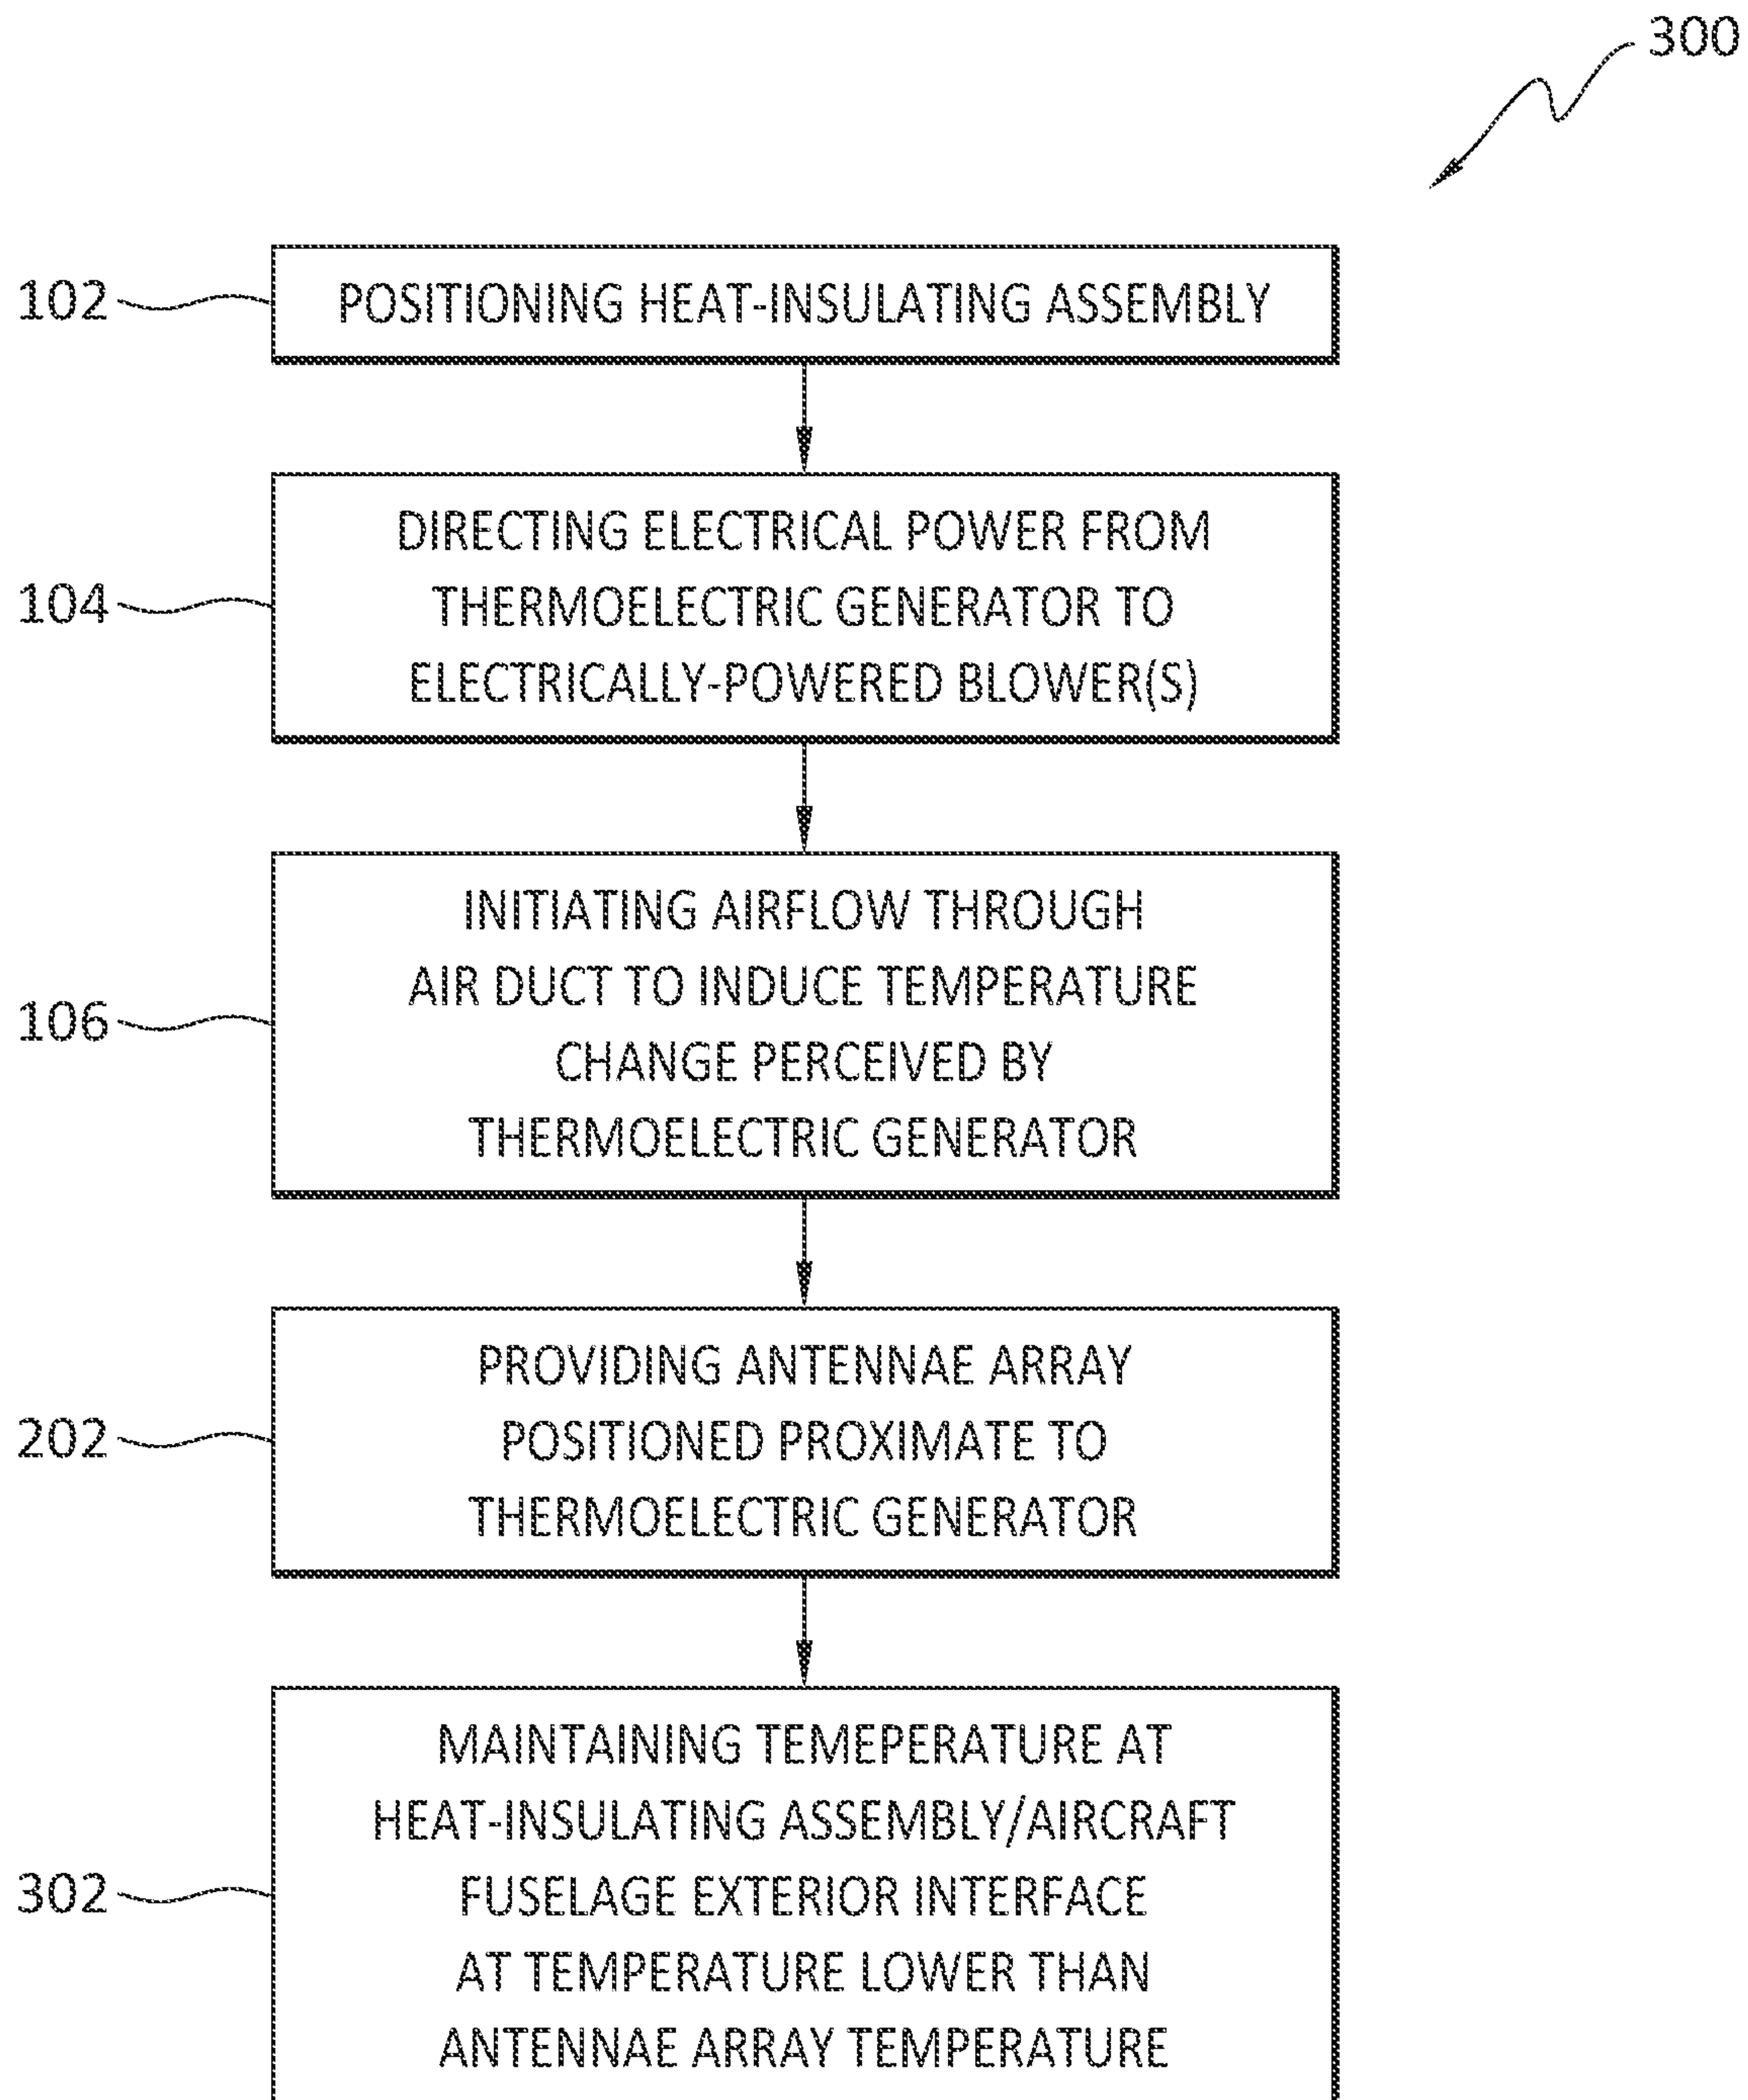 300
102
POSITIONING HEAT-INSULATING ASSEMBLY
104
DIRECTING ELECTRICAL POWER FROM
THERMOELECTRIC GENERATOR TO
ELECTRICALLY-POWERED BLOWER(S)
106
INITIATING AIRFLOW THROUGH
AIR DUCT TO INDUCE TEMPERATURE
CHANGE PERCEIVED BY
THERMOELECTRIC GENERATOR
202
PROVIDING ANTENNAE ARRAY
POSITIONED PROXIMATE TO
THERMOELECTRIC GENERATOR
302
MAINTAINING TEMEPERATURE AT
HEAT-INSULATING ASSEMBLY/AIRCRAFT
FUSELAGE EXTERIOR INTERFACE
AT TEMPERATURE LOWER THAN
ANTENNAE ARRAY TEMPERATURE